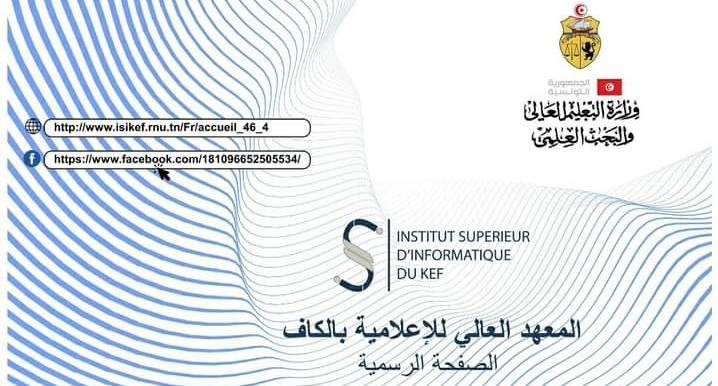 الجمهورية
التونسية
وزارة التعليم العالي
والبحث العلمي
http://www.isikef.rnu.tn/Fr/accueil_46_4
https://www.facebook.com/181096652505534/
INSTITUT SUPERIEUR
D'INFORMATIQUE
DU KEF
المعهد العالي للإعلامية بالكاف
الصفحة الرسمية